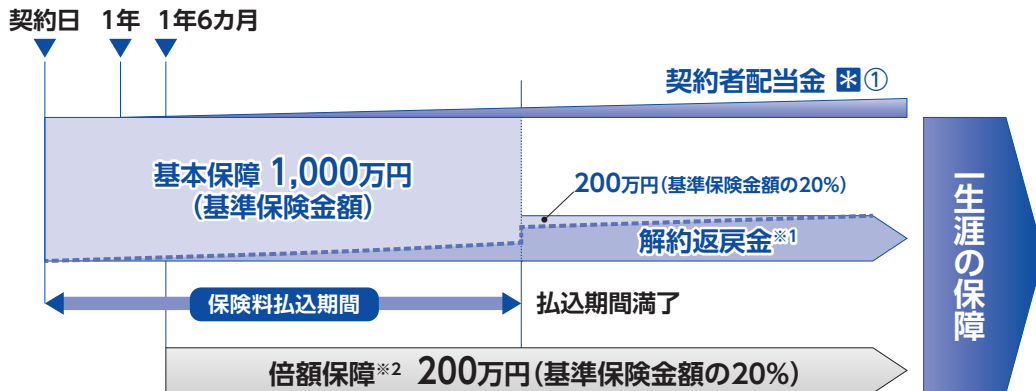 契約日 1年 1年6カ月
契約者配当金 ＊①
基本保障 1,000万円
(基準保険金額)
200万円(基準保険金額の20%)
解約返戻金※1
保険料払込期間
払込期間満了
倍額保障※2 200万円(基準保険金額の20%)
一生涯の保障